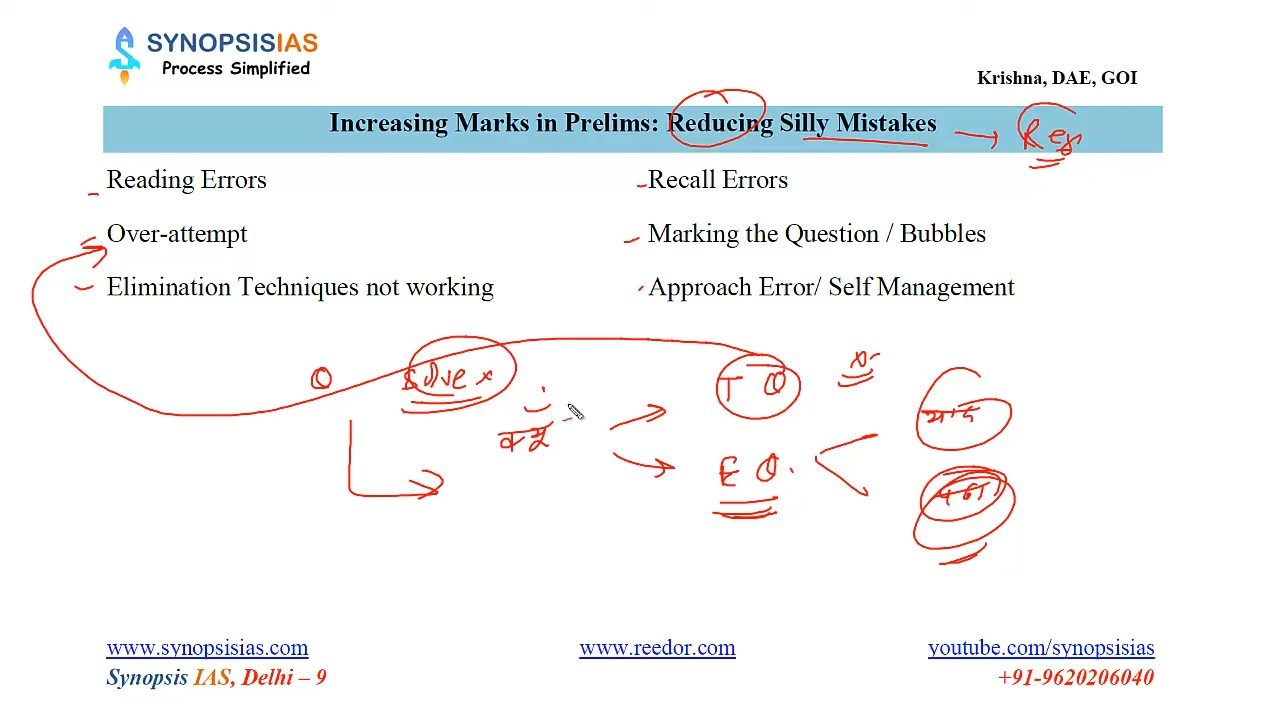 SYNOPSISIAS
Process Simplified
Krishna, DAE, GOI
Increasing Marks in Prelims: Reducing Silly Mistakes
Reading Errors
Recall Errors
Over-attempt
Marking the Question / Bubbles
Elimination Techniques not working
Approach Error/ Self Management
Q Solve x
T Q
E Q.
www.synopsisias.com
www.reedor.com
youtube.com/synopsisias
Synopsis IAS, Delhi – 9
+91-9620206040